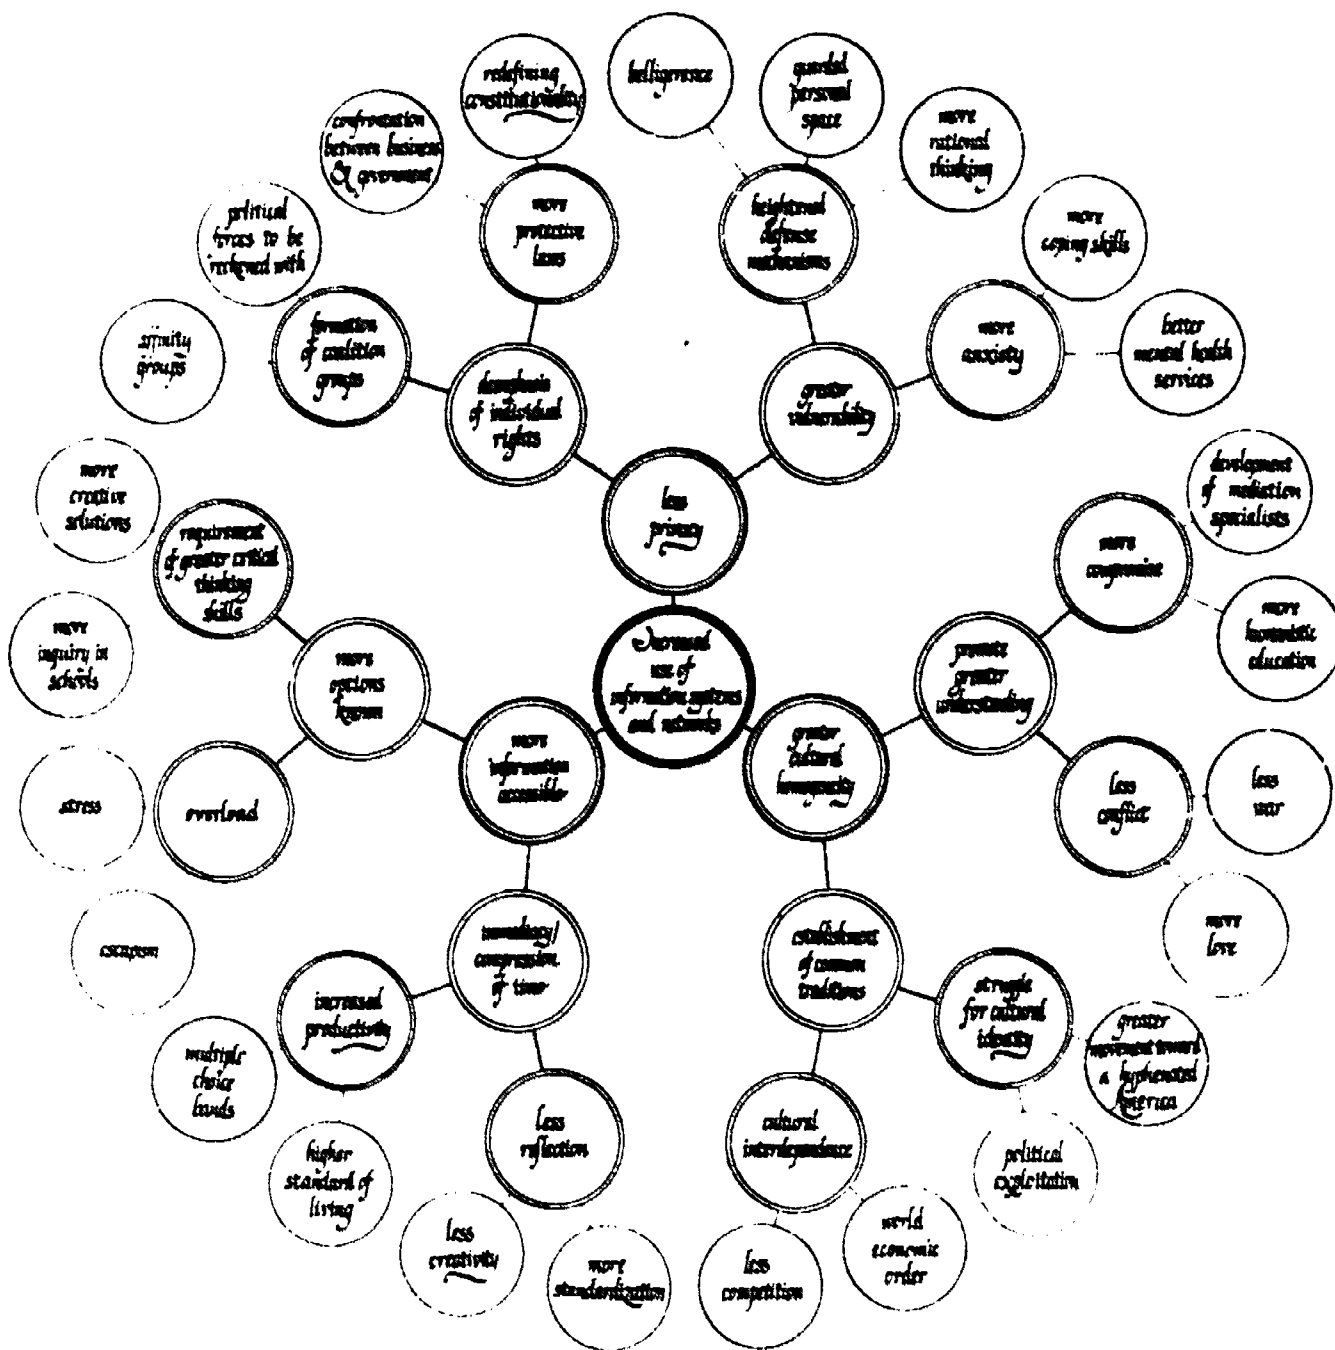 redefining
constitutionality
belligerence
guarded
personal
space
confrontation
between business
& government
more
rational
thinking
political
forces to be
reckoned with
more
protective
laws
heightened
defense
mechanisms
more
coping skills
affinity
groups
formation
of coalition
groups
more
anxiety
better
mental health
services
deemphasis
of individual
rights
greater
vulnerability
more
creative
solutions
requirement
of greater critical
thinking
skills
less
privacy
development
of mediation
specialists
more
compromise
more
inquiry in
schools
more
options
known
Increased
use of
information systems
and networks
promote
greater
understanding
more
humanistic
education
stress
overload
more
information
accessible
greater
cultural
homogeneity
less
conflict
less
war
escapism
immediacy/
compression
of time
establishment
of common
traditions
more
love
increased
productivity
struggle
for cultural
identity
multiple
choice
lands
greater
movement toward
a hyphenated
America
less
reflection
cultural
interdependence
higher
standard of
living
political
exploitation
less
creativity
more
standardization
less
competition
world
economic
order